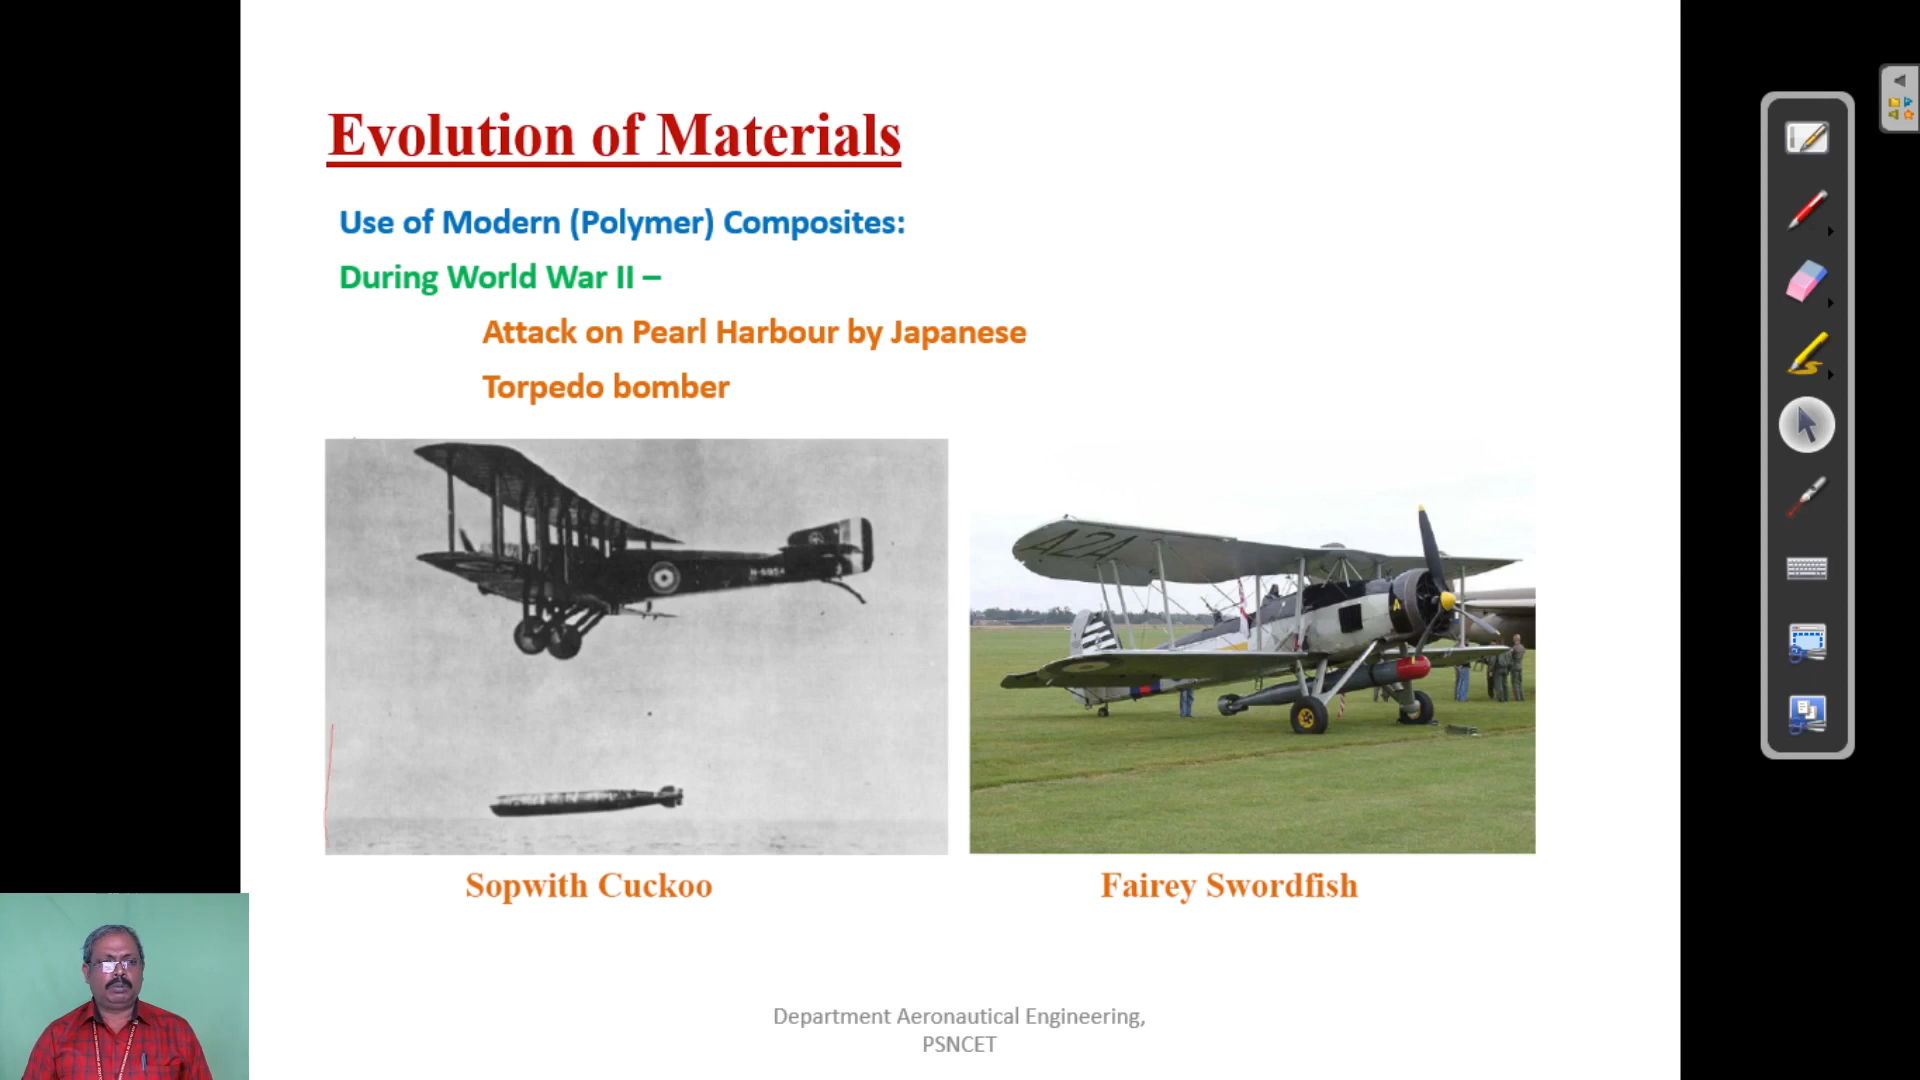 Evolution of Materials
Use of Modern (Polymer) Composites:
During World War II –
Attack on Pearl Harbour by Japanese
Torpedo bomber
A2A
Sopwith Cuckoo
Fairey Swordfish
Department Aeronautical Engineering,
PSNCET